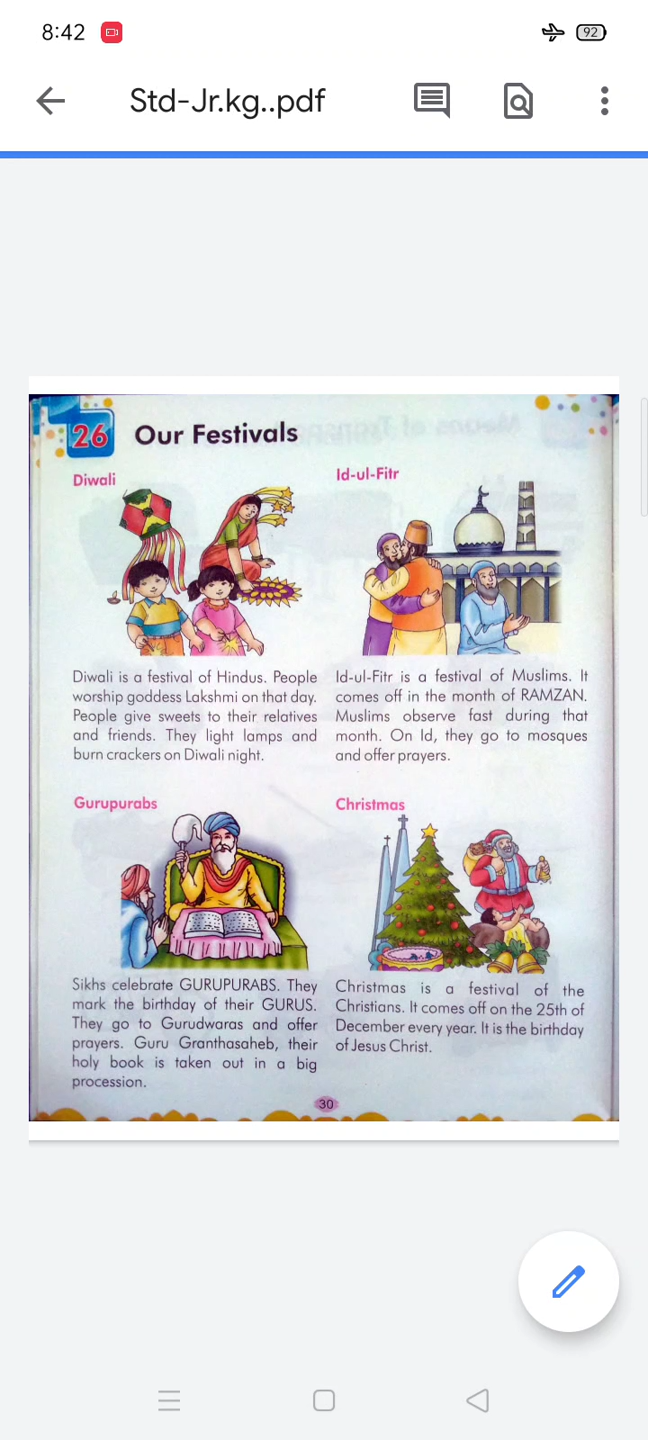 8:42
92
Std-Jr.kg..pdf
26 Our Festivals
Diwali
Diwali is a festival of Hindus. People
worship goddess Lakshmi on that day.
People give sweets to their relatives
and friends. They light lamps and
burn crackers on Diwali night.
Id-ul-Fitr
Id-ul-Fitr is a festival of Muslims. It
comes off in the month of RAMZAN.
Muslims observe fast during that
month. On Id, they go to mosques
and offer prayers.
Gurupurabs
Sikhs celebrate GURUPURABS. They
mark the birthday of their GURUS.
They go to Gurudwaras and offer
prayers. Guru Granthasaheb, their
holy book is taken out in a big
procession.
Christmas
Christmas is a festival of the
Christians. It comes off on the 25th of
December every year. It is the birthday
of Jesus Christ.
30